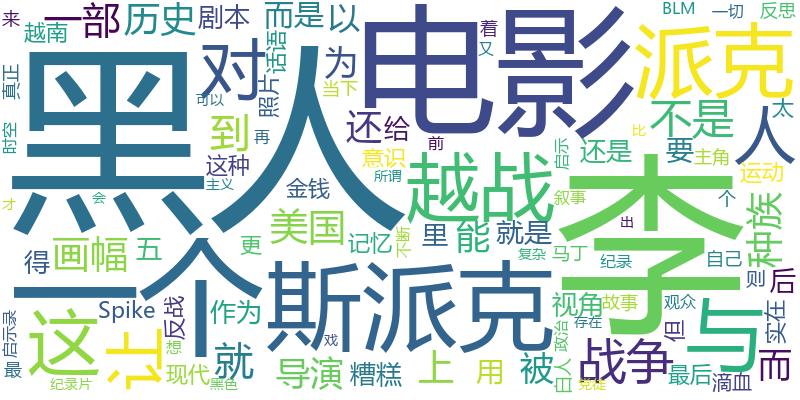 来
一部
历史
剧本
而是
以
电影
派克
BLM
一切
反思
越南
话语
着
又
真正
黑人
对
为
照片
当下
不是
人
时空
可以
到
还
给
前
太
这种
再
意识
启示
还是
要
主角
运动
才
会
主义
金钱
所谓
越战
李
叙事
比
个
一个
美国
不断
出
种族
得
画幅
五
更
记忆
里
能
就是
复杂
马丁
纪录
自己
则
后
Spike
反战
斯派克
视角
故事
观众
与
实在
这
让
作为
戏
存在
政治
但
而
最
启示录
就
想
导演
糟糕
上
用
被
白人
战争
最后
滴血
现代
纪录片
黑色
党徒